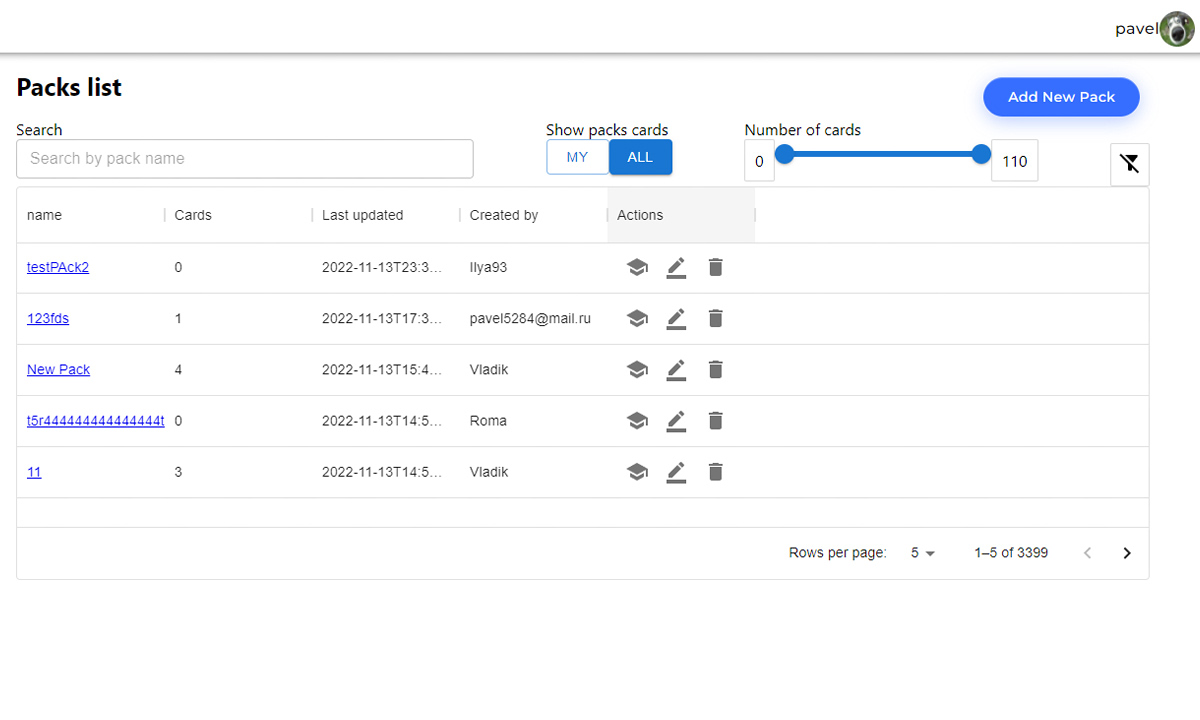 pavel
Packs list
Add New Pack
Search
Show packs cards
Number of cards
Search by pack name
MY ALL
0 110
name Cards Last updated Created by Actions
testPAck2 0 2022-11-13T23:3... Ilya93
123fds 1 2022-11-13T17:3... pavel5284@mail.ru
New Pack 4 2022-11-13T15:4... Vladik
t5r444444444444444t 0 2022-11-13T14:5... Roma
11 3 2022-11-13T14:5... Vladik
Rows per page: 5 1–5 of 3399